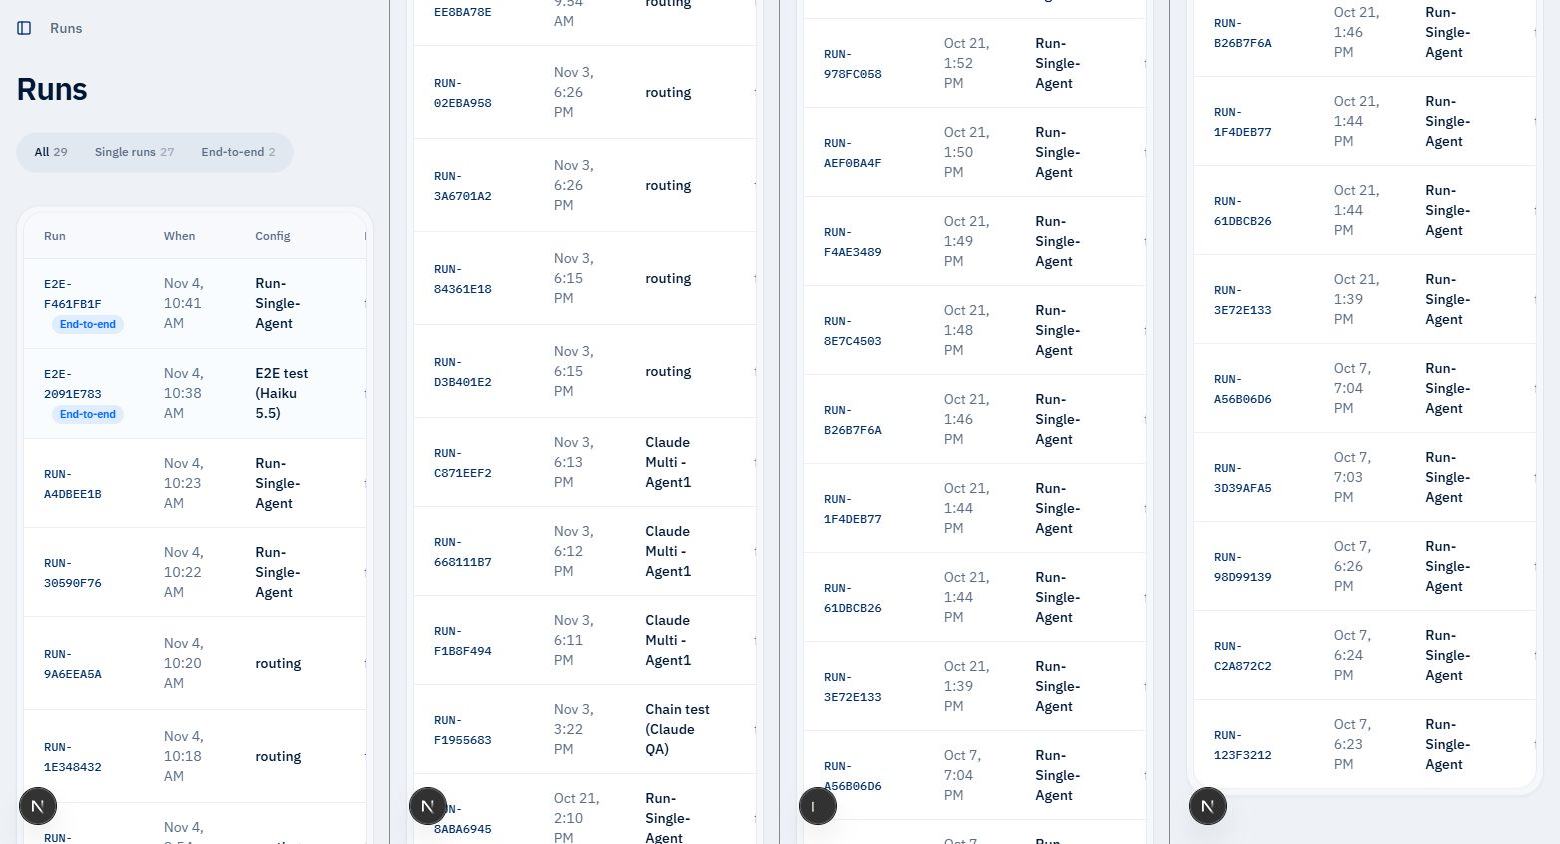 Runs
Runs
All 29 Single runs 27 End-to-end 2
Run When Config
E2E-
F461FB1F
End-to-end
Nov 4,
10:41
AM
Run-
Single-
Agent
E2E-
2091E783
End-to-end
Nov 4,
10:38
AM
E2E test
(Haiku
5.5)
RUN-
A4DBEE1B
Nov 4,
10:23
AM
Run-
Single-
Agent
RUN-
30590F76
Nov 4,
10:22
AM
Run-
Single-
Agent
RUN-
9A6EEA5A
Nov 4,
10:20
AM
routing
RUN-
1E348432
Nov 4,
10:18
AM
routing
RUN-
Nov 4,
N
EE8BA78E
9:54
AM
routing
RUN-
02EBA958
Nov 3,
6:26
PM
routing
RUN-
3A6701A2
Nov 3,
6:26
PM
routing
RUN-
84361E18
Nov 3,
6:15
PM
routing
RUN-
D3B401E2
Nov 3,
6:15
PM
routing
RUN-
C871EEF2
Nov 3,
6:13
PM
Claude
Multi -
Agent1
RUN-
668111B7
Nov 3,
6:12
PM
Claude
Multi -
Agent1
RUN-
F1B8F494
Nov 3,
6:11
PM
Claude
Multi -
Agent1
RUN-
F1955683
Nov 3,
3:22
PM
Chain test
(Claude
QA)
8ABA6945
Oct 21,
2:10
PM
Run-
Single-
Agent
N
RUN-
978FC058
Oct 21,
1:52
PM
Run-
Single-
Agent
RUN-
AEF0BA4F
Oct 21,
1:50
PM
Run-
Single-
Agent
RUN-
F4AE3489
Oct 21,
1:49
PM
Run-
Single-
Agent
RUN-
8E7C4503
Oct 21,
1:48
PM
Run-
Single-
Agent
RUN-
B26B7F6A
Oct 21,
1:46
PM
Run-
Single-
Agent
RUN-
1F4DEB77
Oct 21,
1:44
PM
Run-
Single-
Agent
RUN-
61DBCB26
Oct 21,
1:44
PM
Run-
Single-
Agent
RUN-
3E72E133
Oct 21,
1:39
PM
Run-
Single-
Agent
RUN-
A56B06D6
Oct 7,
7:04
PM
Run-
Single-
Agent
Oct 7,
Run-
RUN-
B26B7F6A
Oct 21,
1:46
PM
Run-
Single-
Agent
RUN-
1F4DEB77
Oct 21,
1:44
PM
Run-
Single-
Agent
RUN-
61DBCB26
Oct 21,
1:44
PM
Run-
Single-
Agent
RUN-
3E72E133
Oct 21,
1:39
PM
Run-
Single-
Agent
RUN-
A56B06D6
Oct 7,
7:04
PM
Run-
Single-
Agent
RUN-
3D39AFA5
Oct 7,
7:03
PM
Run-
Single-
Agent
RUN-
98D99139
Oct 7,
6:26
PM
Run-
Single-
Agent
RUN-
C2A872C2
Oct 7,
6:24
PM
Run-
Single-
Agent
RUN-
123F3212
Oct 7,
6:23
PM
Run-
Single-
Agent
N